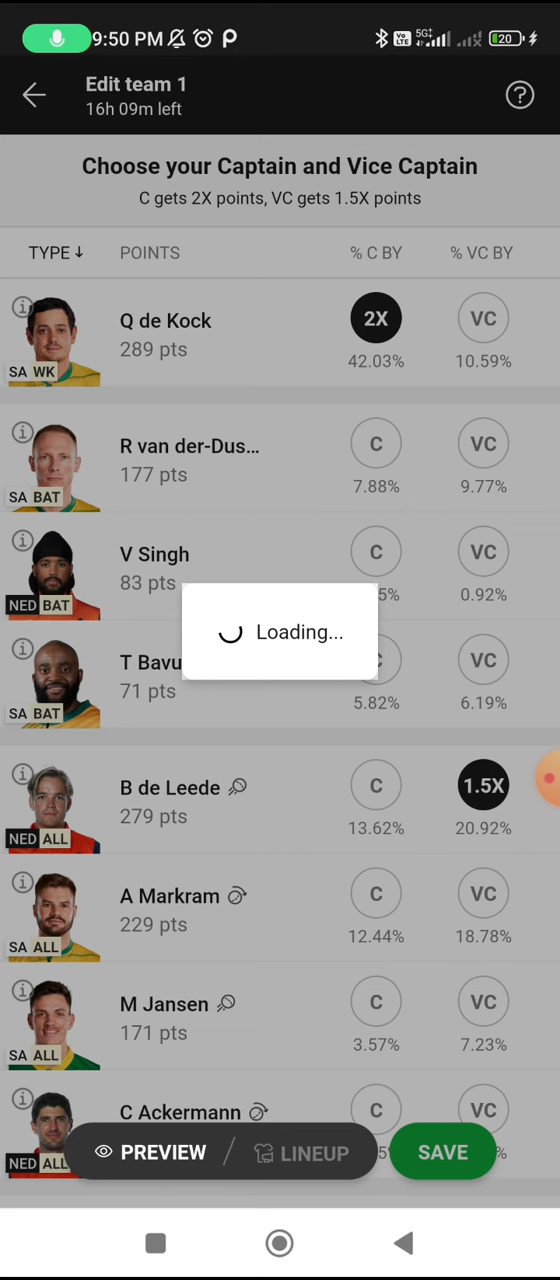 9:50 PM
Vo LTE 5G+ 20
Edit team 1
16h 09m left
Choose your Captain and Vice Captain
C gets 2X points, VC gets 1.5X points
TYPE ↓ POINTS % C BY % VC BY
Q de Kock 2X VC
289 pts 42.03% 10.59%
SA WK
R van der-Dus... C VC
177 pts 7.88% 9.77%
SA BAT
V Singh C VC
83 pts 5% 0.92%
NED BAT
Loading...
T Bavu VC
71 pts 5.82% 6.19%
SA BAT
B de Leede C 1.5X
279 pts 13.62% 20.92%
NED ALL
A Markram C VC
229 pts 12.44% 18.78%
SA ALL
M Jansen C VC
171 pts 3.57% 7.23%
SA ALL
C Ackermann C VC
NED ALL
PREVIEW / LINEUP SAVE